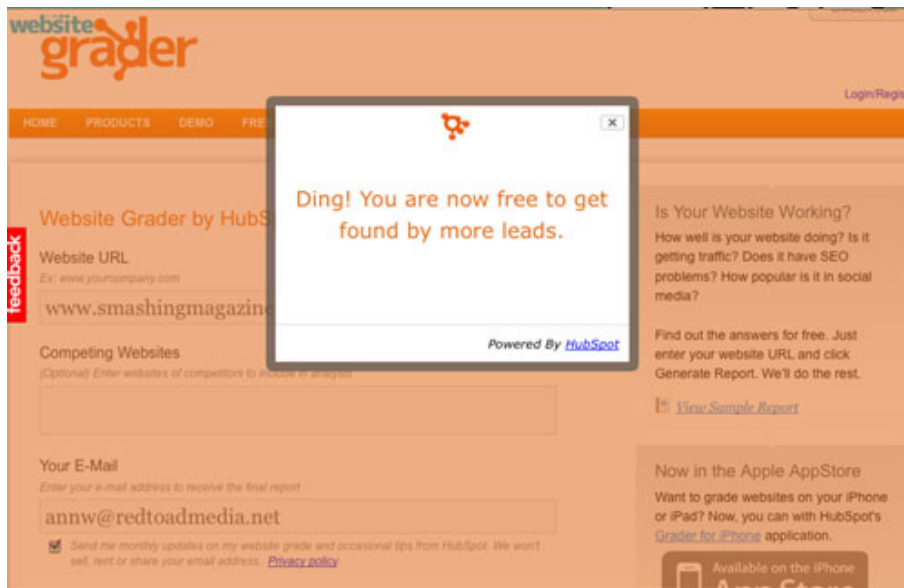 website
grader
Login/Regis
HOME PRODUCTS DEMO FRE
Ding! You are now free to get
found by more leads.
Powered By HubSpot
feedback
Website Grader by HubS
Website URL
Ex: www.yourcompany.com
www.smashingmagazine
Competing Websites
(Optional) Enter websites of competitors to include in analysis
Your E-Mail
Enter your e-mail address to receive the final report
annw@redtoadmedia.net
Send me monthly updates on my website grade and occasional tips from HubSpot. We won't
sell, rent or share your email address. Privacy policy
Is Your Website Working?
How well is your website doing? Is it
getting traffic? Does it have SEO
problems? How popular is it in social
media?
Find out the answers for free. Just
enter your website URL and click
Generate Report. We'll do the rest.
View Sample Report
Now in the Apple AppStore
Want to grade websites on your iPhone
or iPad? Now, you can with HubSpot's
Grader for iPhone application.
Available on the iPhone
App Store